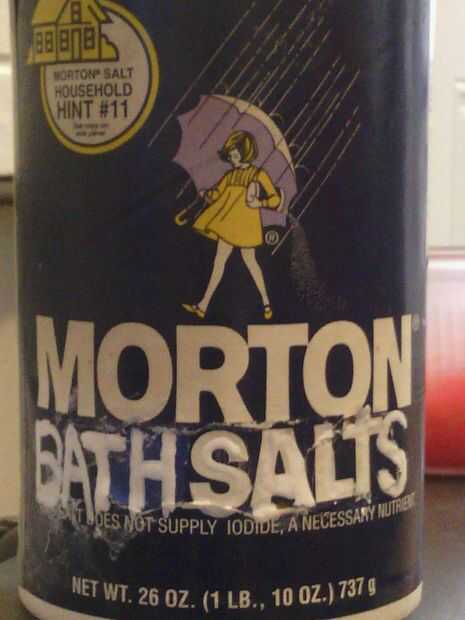 MORTON® SALT
HOUSEHOLD
HINT #11
®
MORTON®
BATH SALTS
DOES NOT SUPPLY IODIDE, A NECESSARY NUTRIENT
NET WT. 26 OZ. (1 LB., 10 OZ.) 737 g